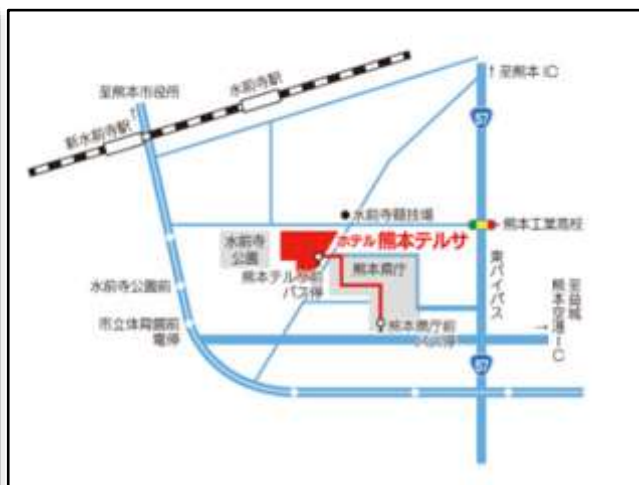 水前寺駅
至熊本市役所
↑至熊本IC
新水前寺駅
57
水前寺競技場
熊本工業高校
水前寺
公園
ホテル 熊本テルサ
熊本テルサ前
バス停
熊本県庁
東バイパス
水前寺公園前
市立体育館前
電停
熊本県庁前
バス停
至益城
熊本空港IC
57